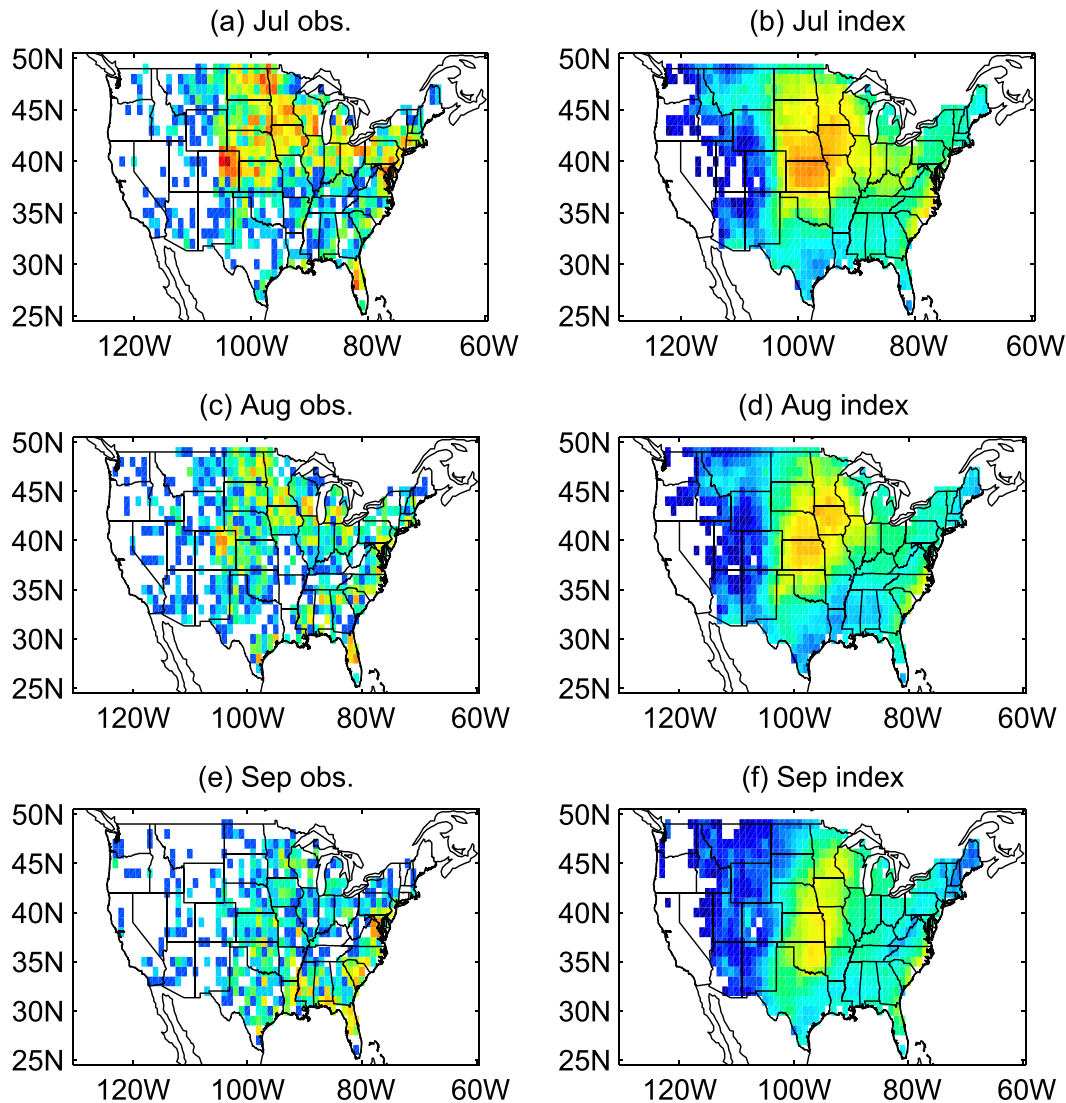 (a) Jul obs.
50N
45N
40N
35N
30N
25N
120W 100W 80W 60W
(b) Jul index
50N
45N
40N
35N
30N
25N
120W 100W 80W 60W
(c) Aug obs.
50N
45N
40N
35N
30N
25N
120W 100W 80W 60W
(d) Aug index
50N
45N
40N
35N
30N
25N
120W 100W 80W 60W
(e) Sep obs.
50N
45N
40N
35N
30N
25N
120W 100W 80W 60W
(f) Sep index
50N
45N
40N
35N
30N
25N
120W 100W 80W 60W